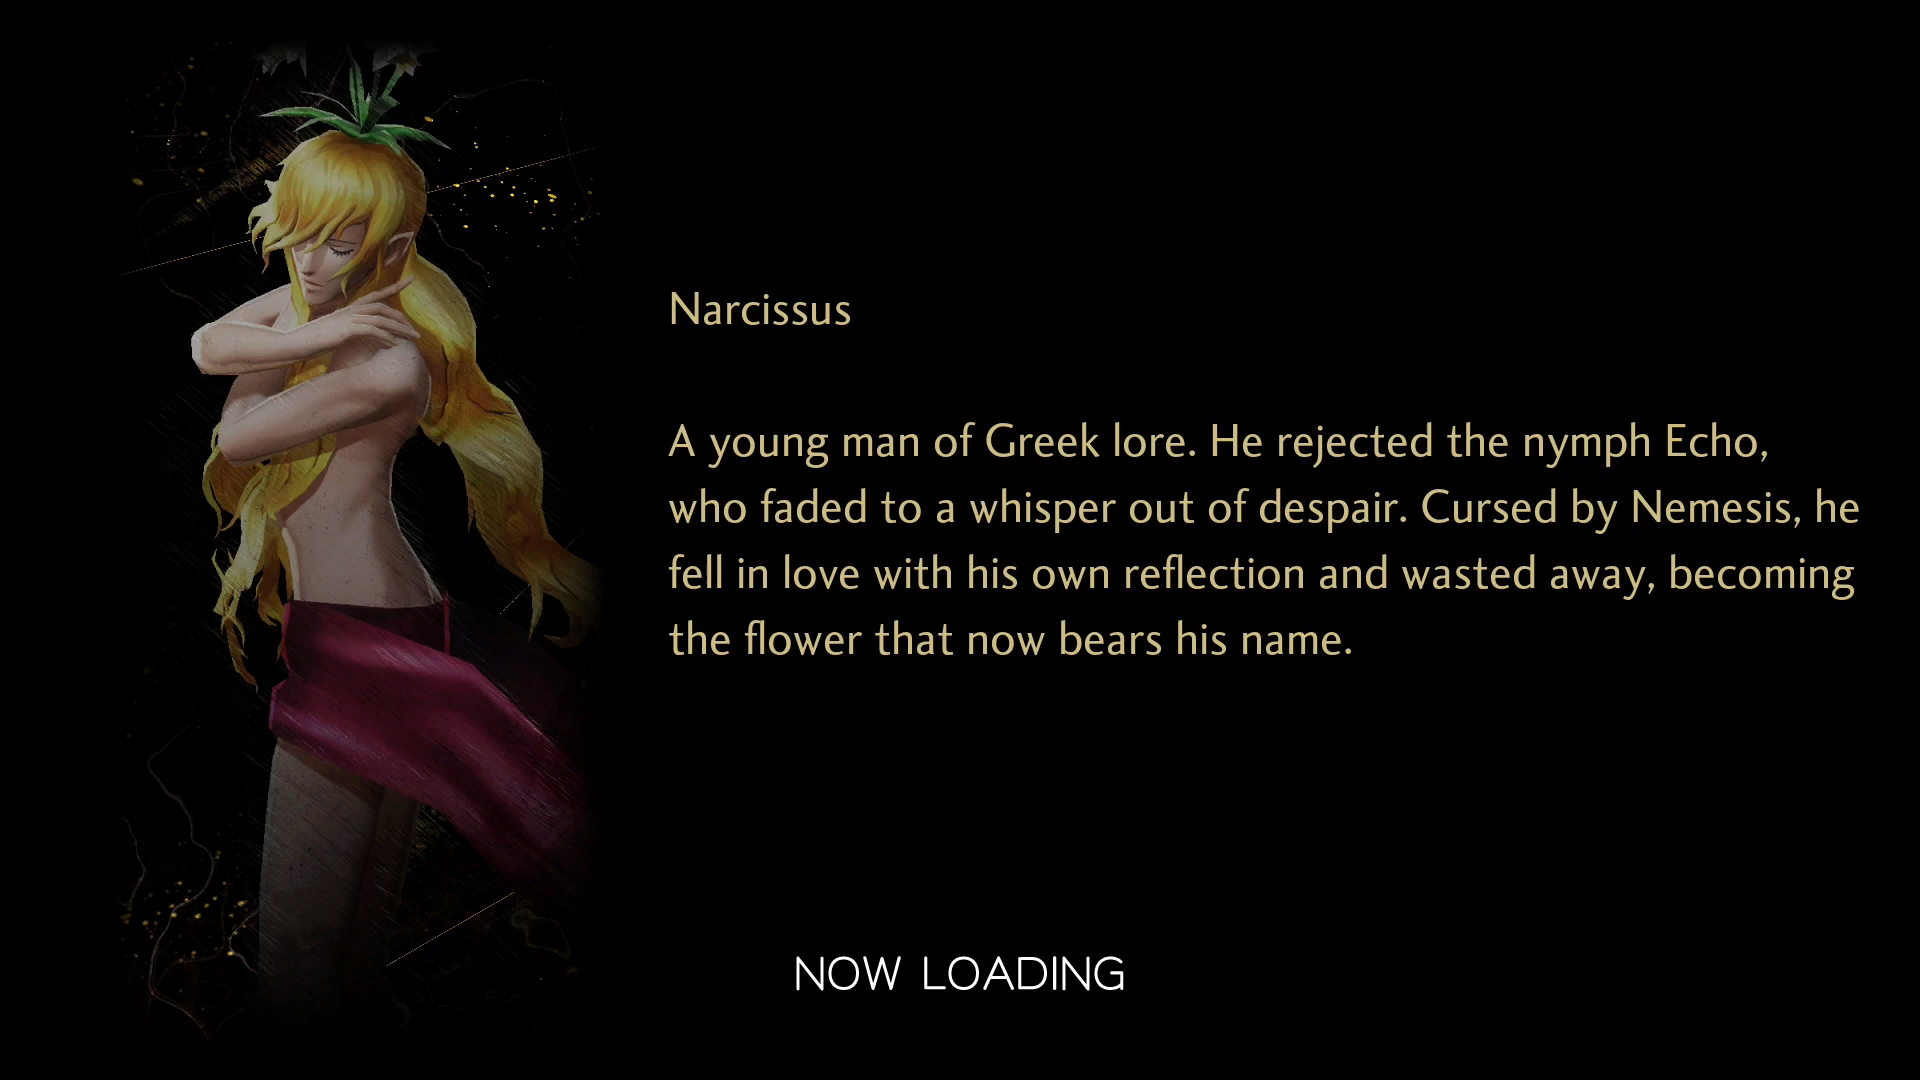 Narcissus
A young man of Greek lore. He rejected the nymph Echo,
who faded to a whisper out of despair. Cursed by Nemesis, he
fell in love with his own reflection and wasted away, becoming
the flower that now bears his name.
NOW LOADING